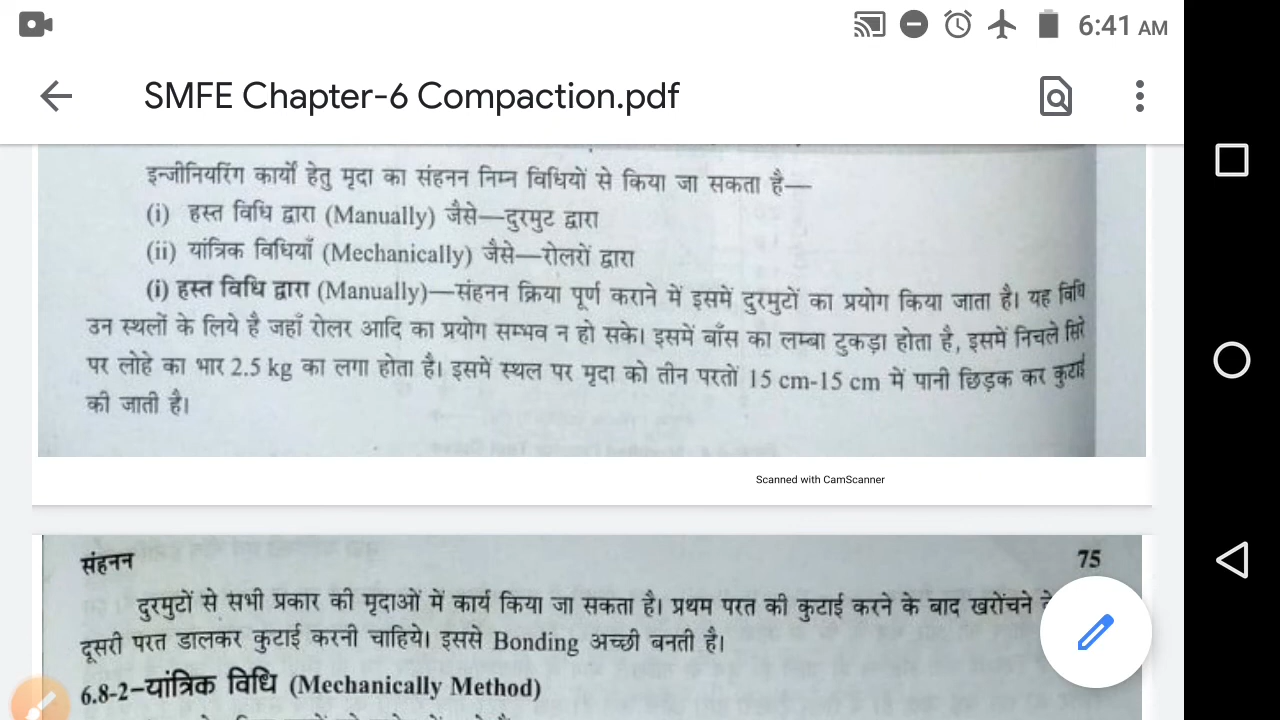 6:41 AM
SMFE Chapter-6 Compaction.pdf
इन्जीनियरिंग कार्यों हेतु मृदा का संहनन निम्न विधियों से किया जा सकता है—
(i) हस्त विधि द्वारा (Manually) जैसे—दुरमुट द्वारा
(ii) यांत्रिक विधियाँ (Mechanically) जैसे—रोलरों द्वारा
(i) हस्त विधि द्वारा (Manually)—संहनन क्रिया पूर्ण कराने में इसमें दुरमुटों का प्रयोग किया जाता है। यह विधि
उन स्थलों के लिये है जहाँ रोलर आदि का प्रयोग सम्भव न हो सके। इसमें बाँस का लम्बा टुकड़ा होता है, इसमें निचले सिरे
पर लोहे का भार 2.5 kg का लगा होता है। इसमें स्थल पर मृदा को तीन परतों 15 cm-15 cm में पानी छिड़क कर कुटाई
की जाती है।
Scanned with CamScanner
संहनन 75
दुरमुटों से सभी प्रकार की मृदाओं में कार्य किया जा सकता है। प्रथम परत की कुटाई करने के बाद खरोंचने
दूसरी परत डालकर कुटाई करनी चाहिये। इससे Bonding अच्छी बनती है।
6.8-2-यांत्रिक विधि (Mechanically Method)